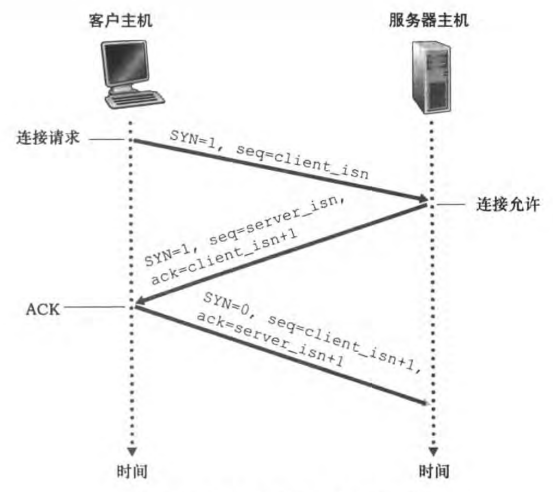 客户主机
服务器主机
连接请求
SYN=1, seq=client_isn
连接允许
SYN=1, seq=server_isn,
ack=client_isn+1
ACK
SYN=0, seq=client_isn+1,
ack=server_isn+1
时间
时间